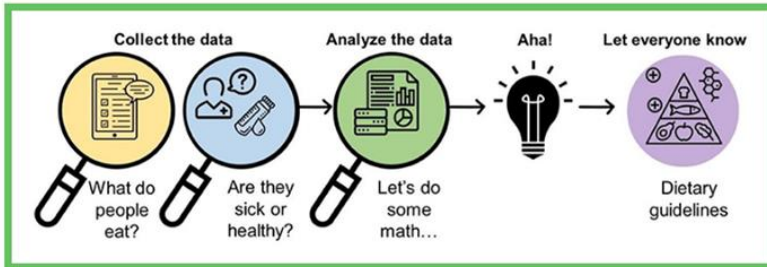 Collect the data
Analyze the data
Aha!
Let everyone know
?
What do
people
eat?
Are they
sick or
healthy?
Let's do
some
math...
Dietary
guidelines